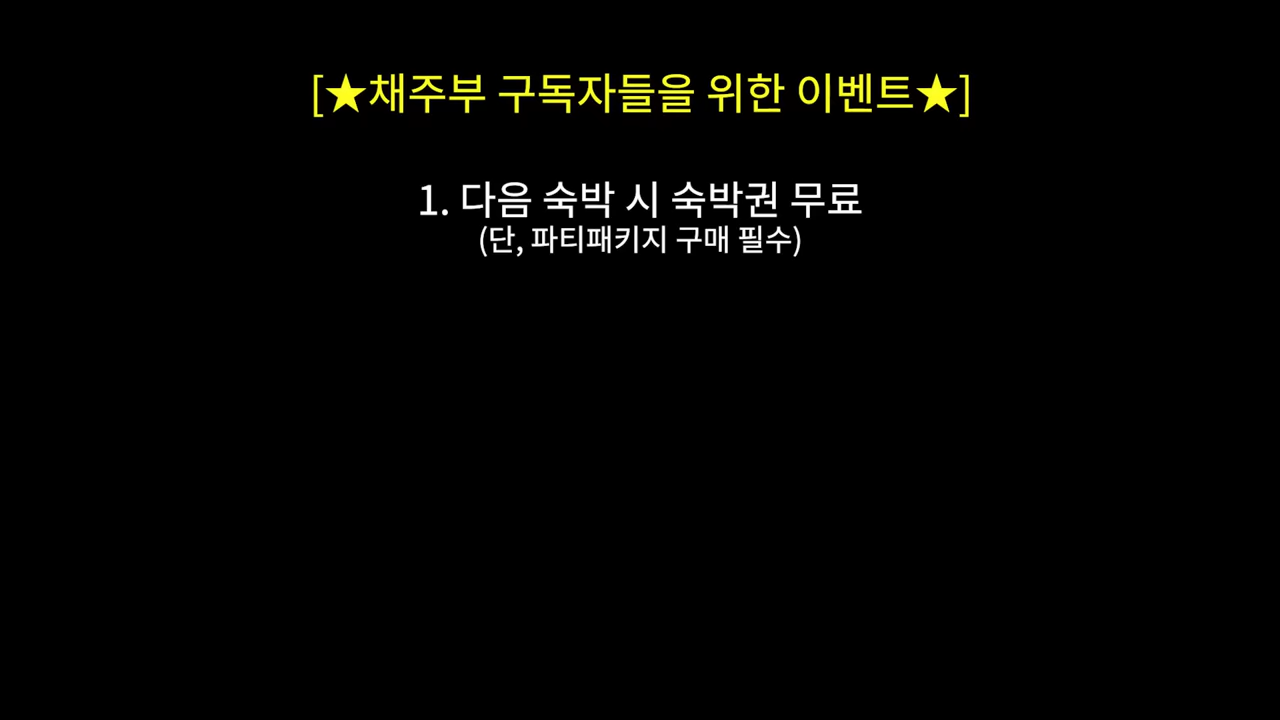 [★채주부 구독자들을 위한 이벤트★]
1. 다음 숙박 시 숙박권 무료
(단, 파티패키지 구매 필수)